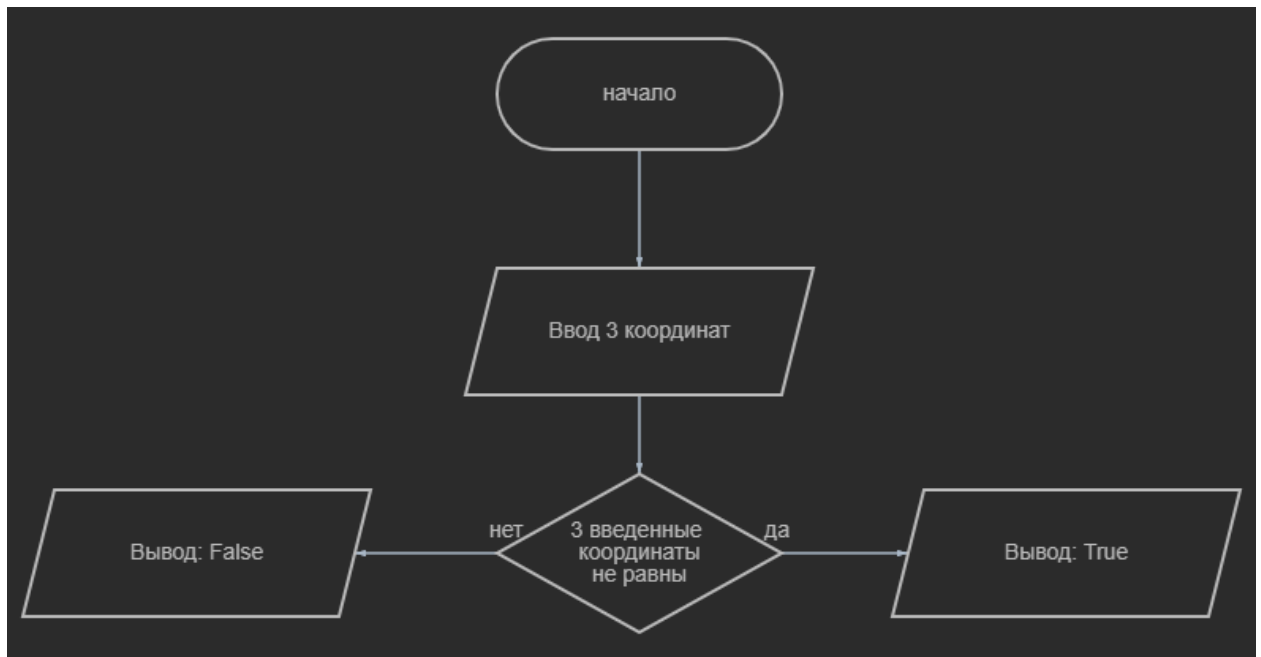 начало
Ввод 3 координат
нет
3 введенные
координаты
не равны
да
Вывод: False
Вывод: True